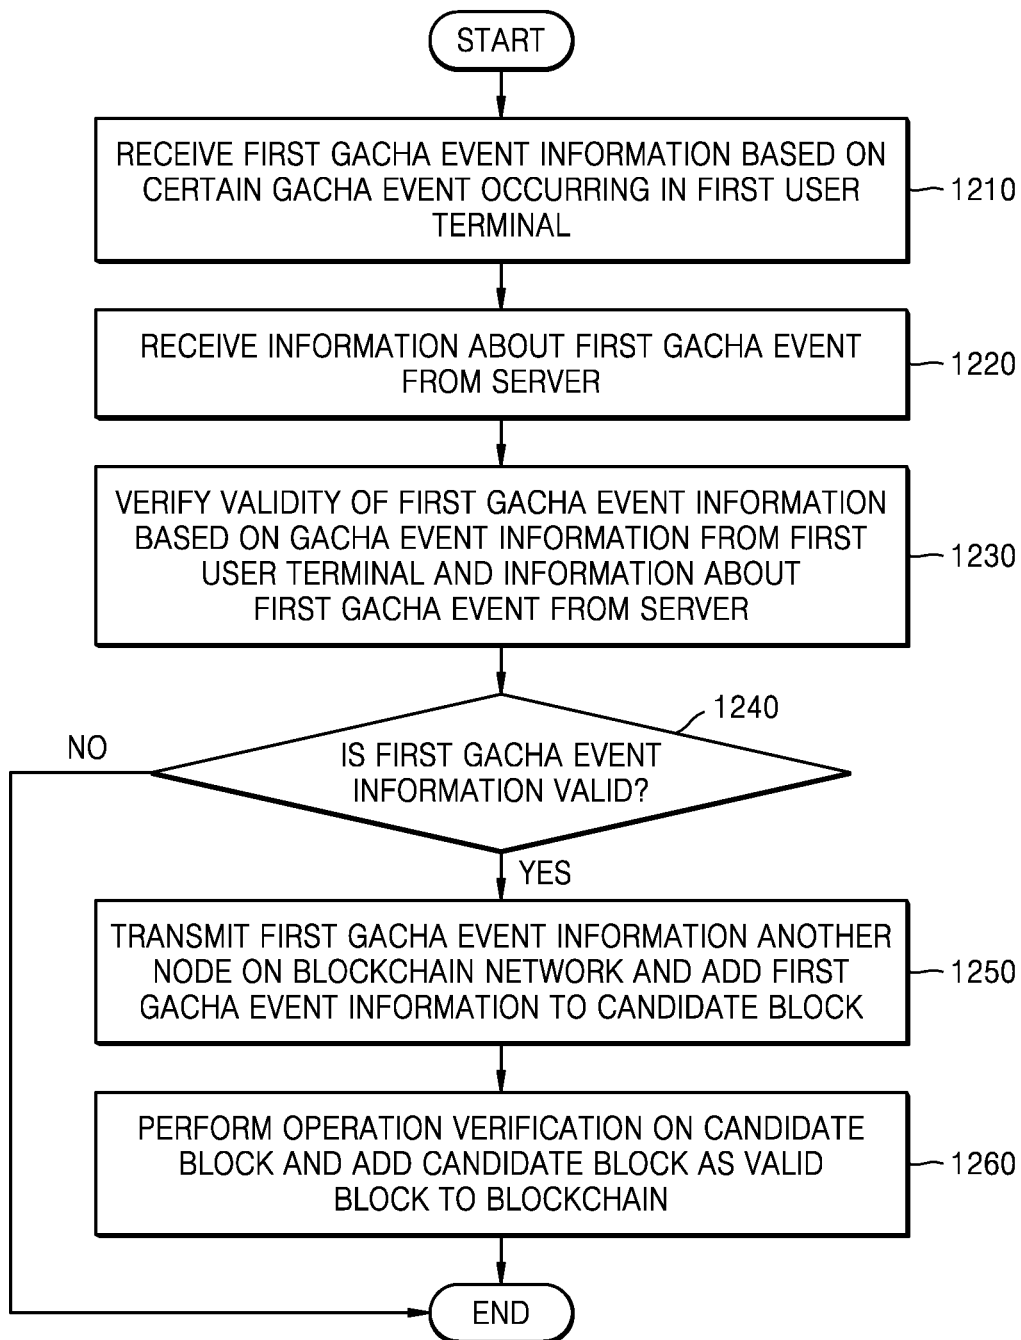 START
RECEIVE FIRST GACHA EVENT INFORMATION BASED ON
CERTAIN GACHA EVENT OCCURRING IN FIRST USER
TERMINAL
1210
RECEIVE INFORMATION ABOUT FIRST GACHA EVENT
FROM SERVER
1220
VERIFY VALIDITY OF FIRST GACHA EVENT INFORMATION
BASED ON GACHA EVENT INFORMATION FROM FIRST
USER TERMINAL AND INFORMATION ABOUT
FIRST GACHA EVENT FROM SERVER
1230
1240
NO
IS FIRST GACHA EVENT
INFORMATION VALID?
YES
TRANSMIT FIRST GACHA EVENT INFORMATION ANOTHER
NODE ON BLOCKCHAIN NETWORK AND ADD FIRST
GACHA EVENT INFORMATION TO CANDIDATE BLOCK
1250
PERFORM OPERATION VERIFICATION ON CANDIDATE
BLOCK AND ADD CANDIDATE BLOCK AS VALID
BLOCK TO BLOCKCHAIN
1260
END